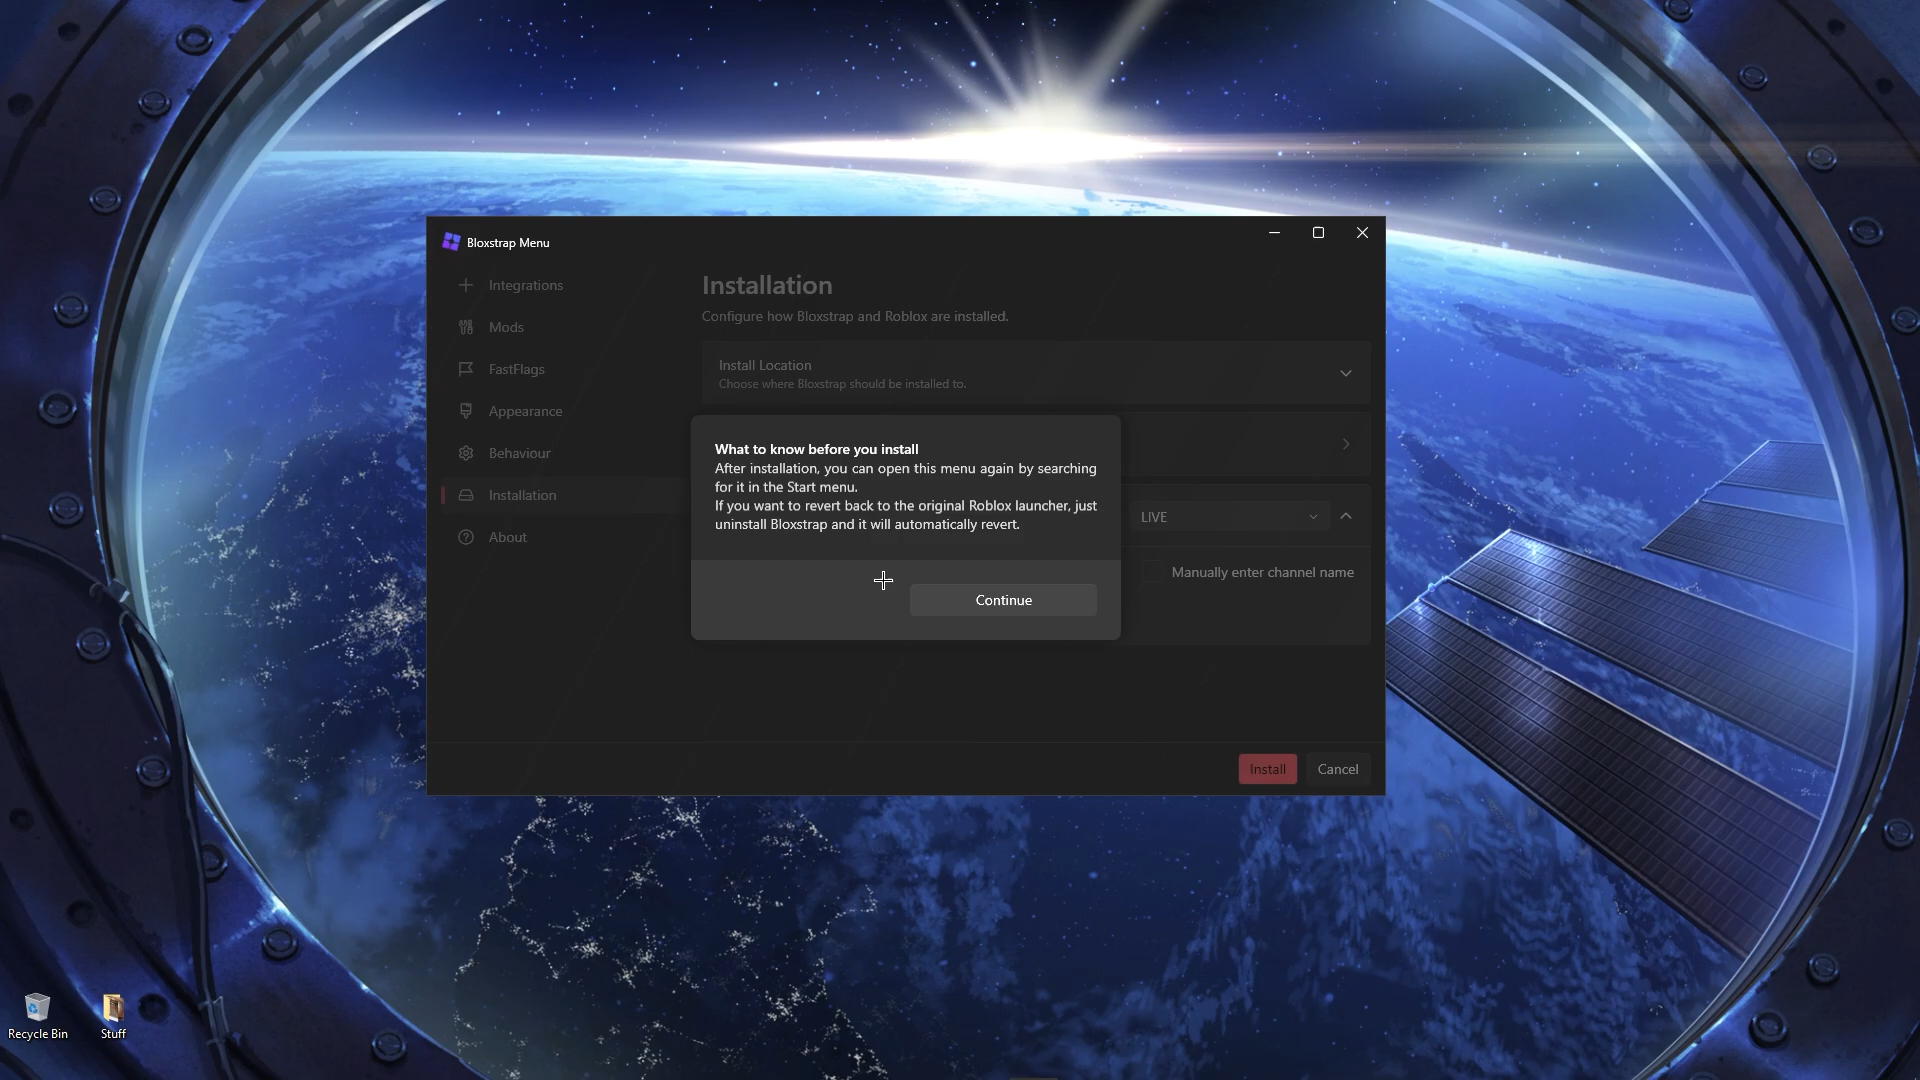 Bloxstrap Menu
Integrations
Mods
FastFlags
Appearance
Behaviour
Installation
About
Installation
Configure how Bloxstrap and Roblox are installed.
Install Location
Choose where Bloxstrap should be installed to.
What to know before you install
After installation, you can open this menu again by searching
for it in the Start menu.
If you want to revert back to the original Roblox launcher, just
uninstall Bloxstrap and it will automatically revert.
Continue
LIVE
Manually enter channel name
Install
Cancel
Recycle Bin
Stuff